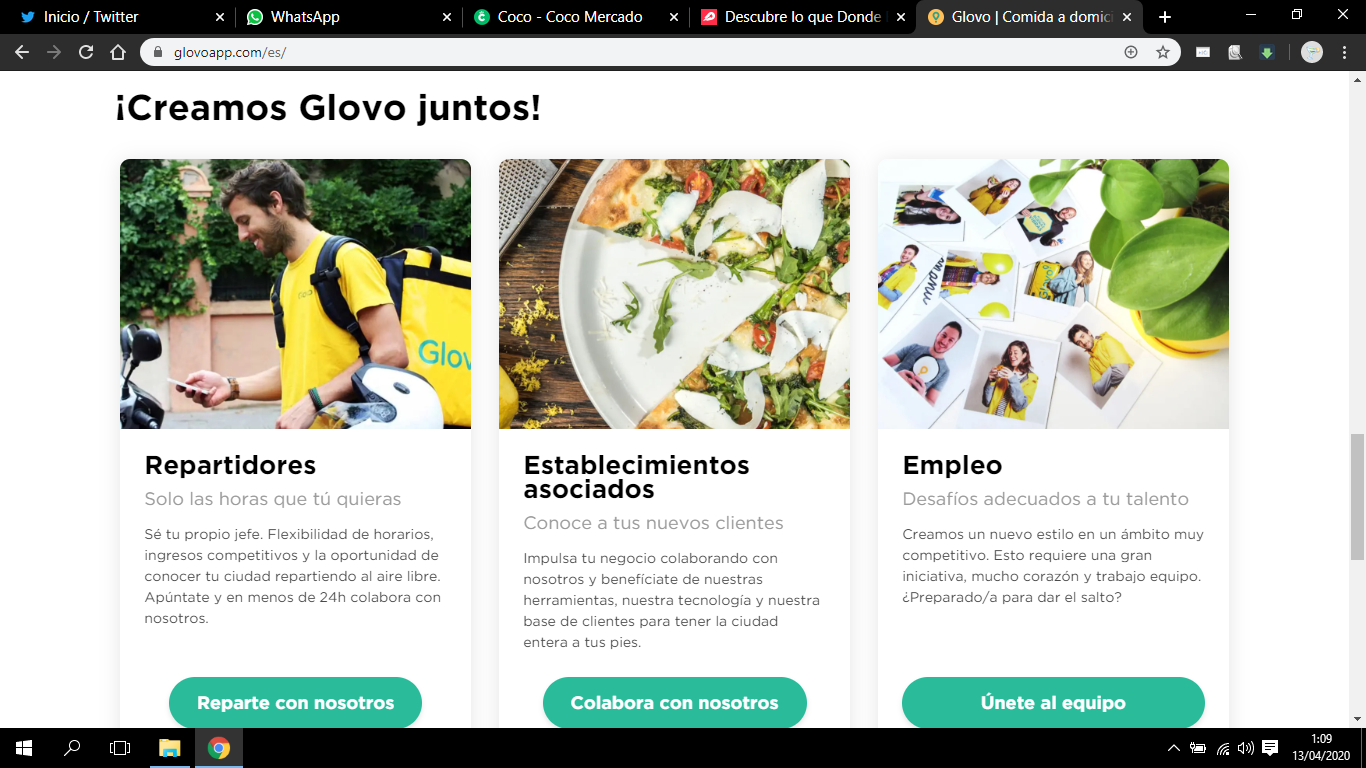 Inicio / Twitter
WhatsApp
Coco - Coco Mercado
Descubre lo que Donde
Glovo | Comida a domici
glovoapp.com/es/
¡Creamos Glovo juntos!
Glovo
Repartidores
Solo las horas que tú quieras
Sé tu propio jefe. Flexibilidad de horarios,
ingresos competitivos y la oportunidad de
conocer tu ciudad repartiendo al aire libre.
Apúntate y en menos de 24h colabora con
nosotros.
Reparte con nosotros
Establecimientos
asociados
Conoce a tus nuevos clientes
Impulsa tu negocio colaborando con
nosotros y benefíciate de nuestras
herramientas, nuestra tecnología y nuestra
base de clientes para tener la ciudad
entera a tus pies.
Colabora con nosotros
Empleo
Desafíos adecuados a tu talento
Creamos un nuevo estilo en un ámbito muy
competitivo. Esto requiere una gran
iniciativa, mucho corazón y trabajo equipo.
¿Preparado/a para dar el salto?
Únete al equipo
1:09
13/04/2020